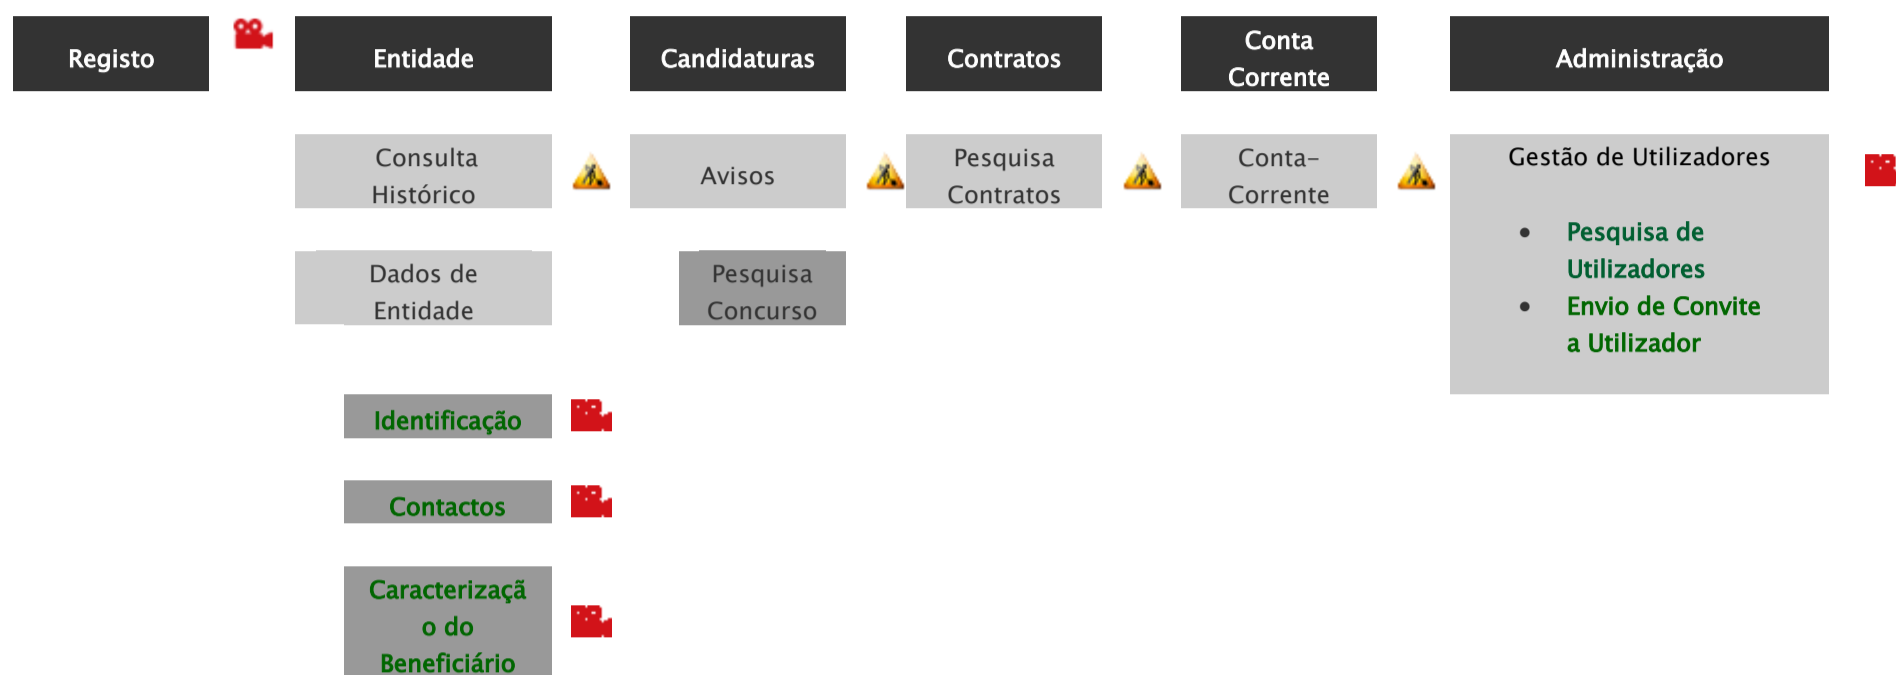 Registo
Entidade
Candidaturas
Contratos
Conta
Corrente
Administração
Consulta
Histórico
Avisos
Pesquisa
Contratos
Conta-
Corrente
Gestão de Utilizadores
Pesquisa de
Utilizadores
Envio de Convite
a Utilizador
Dados de
Entidade
Pesquisa
Concurso
Identificação
Contactos
Caracterizaçã
o do
Beneficiário